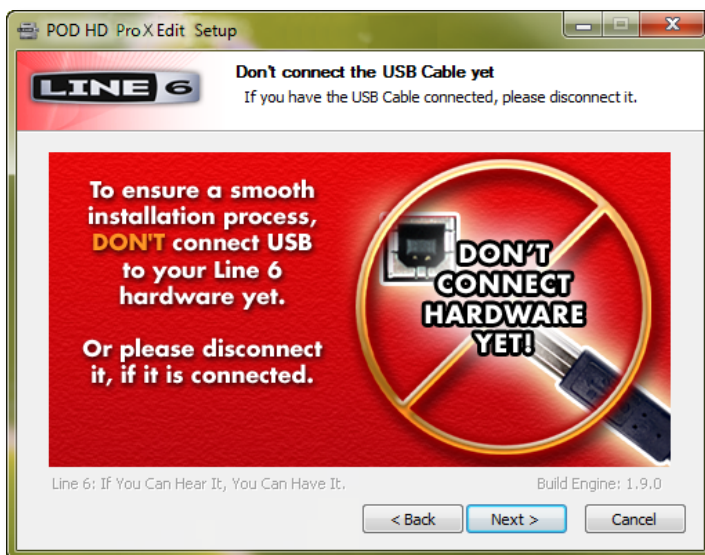 POD HD Pro X Edit Setup
LINE 6
Don't connect the USB Cable yet
If you have the USB Cable connected, please disconnect it.
To ensure a smooth
installation process,
DON'T connect USB
to your Line 6
hardware yet.
Or please disconnect
it, if it is connected.
DON'T
CONNECT
HARDWARE
YET!
Line 6: If You Can Hear It, You Can Have It.
Build Engine: 1.9.0
< Back
Next >
Cancel